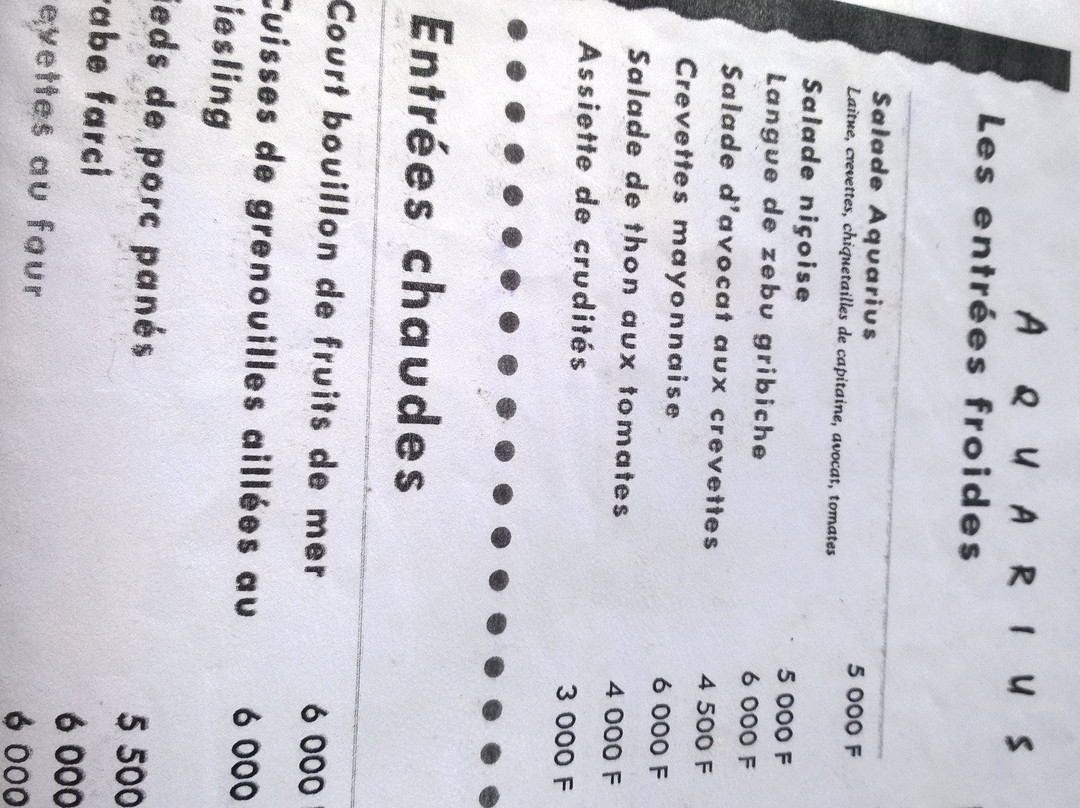 A Q U A R I U S
Les entrées froides
Salade Aquarius 5 000 F
Laitue, crevettes, chiquetailles de capitaine, avocat, tomates
Salade niçoise 5 000 F
Langue de zebu gribiche 6 000 F
Salade d'avocat aux crevettes 4 500 F
Crevettes mayonnaise 6 000 F
Salade de thon aux tomates 4 000 F
Assiette de crudités 3 000 F
Entrées chaudes
Court bouillon de fruits de mer 6 000
Cuisses de grenouilles aillées au 6 000
iesling
ieds de porc panés 5 500
rabe farci 6 000
eyettes au four 6 000